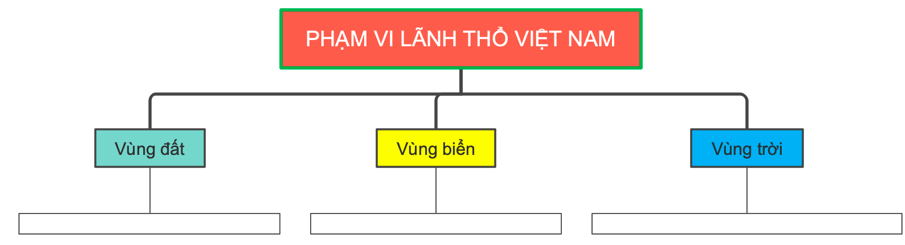 PHẠM VI LÃNH THỔ VIỆT NAM
Vùng đất
Vùng biển
Vùng trời